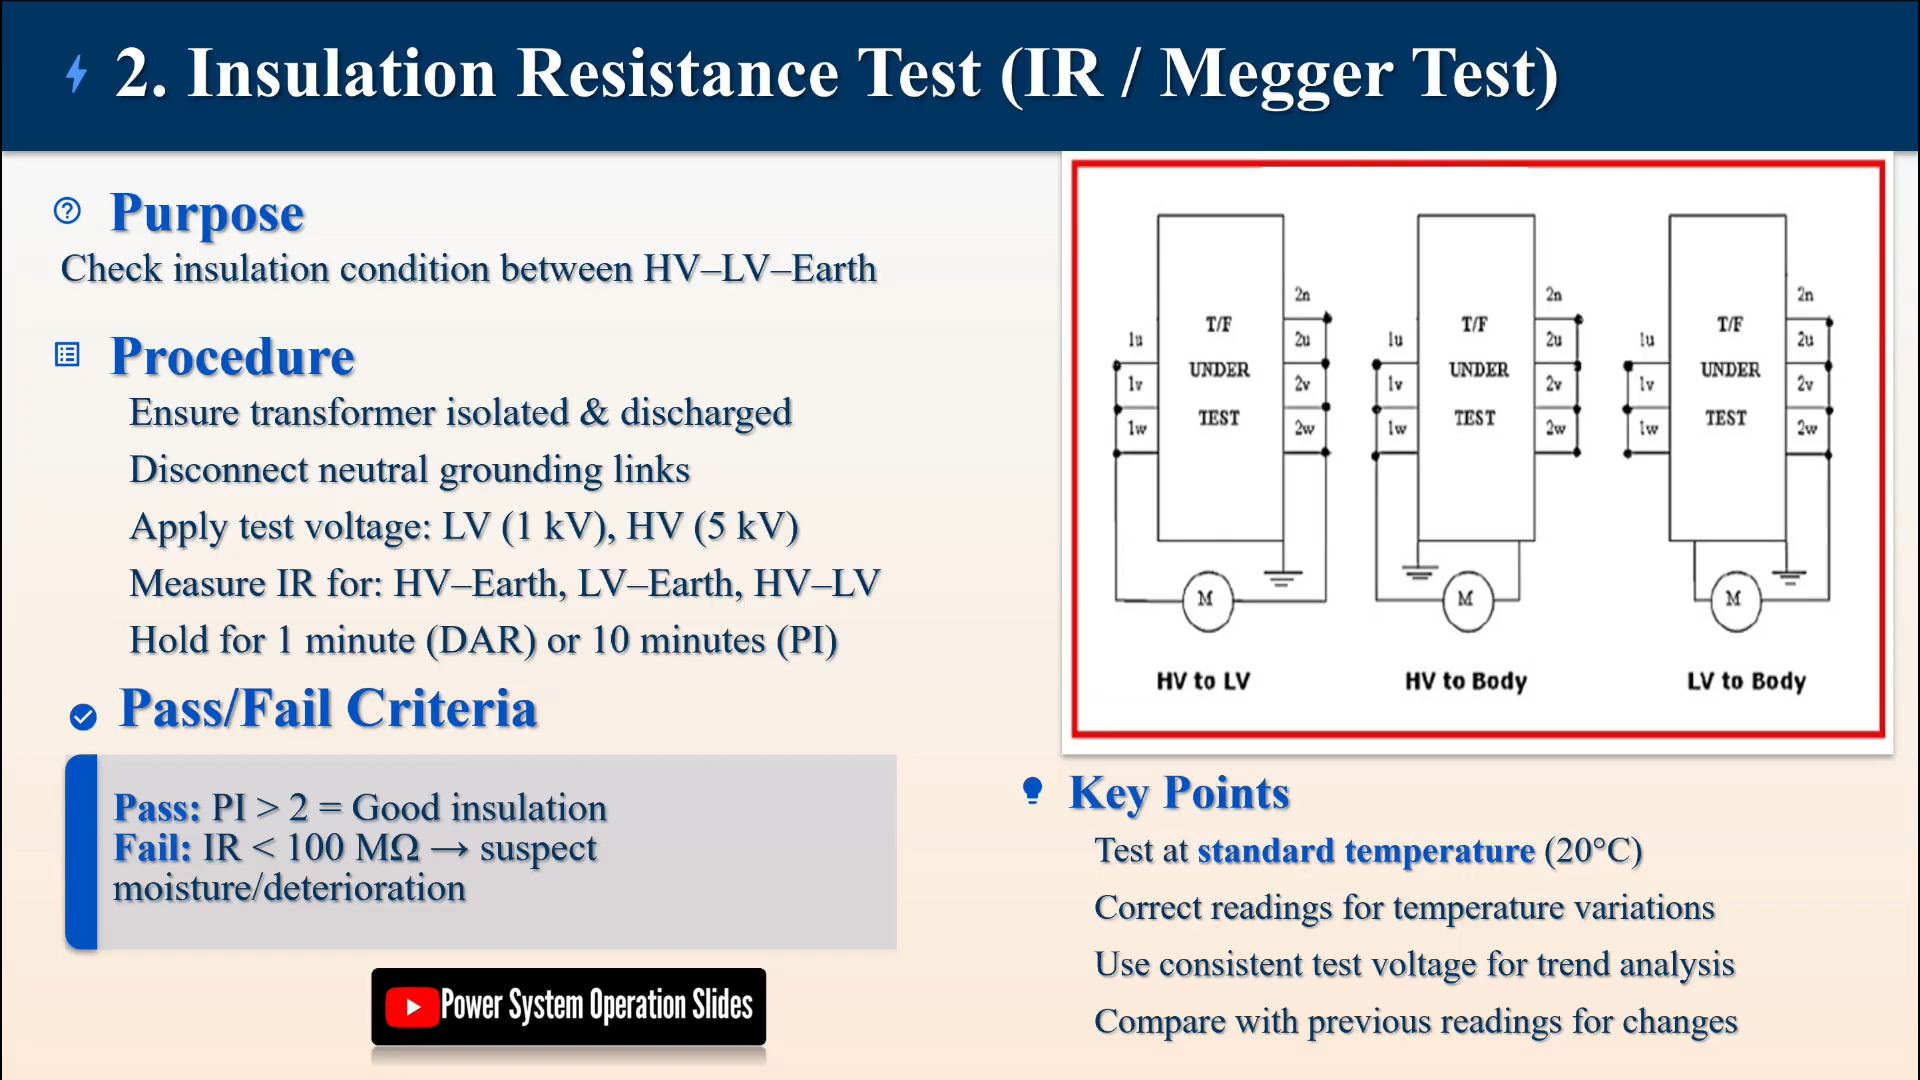 2. Insulation Resistance Test (IR / Megger Test)
Purpose
Check insulation condition between HV–LV–Earth
Procedure
Ensure transformer isolated & discharged
Disconnect neutral grounding links
Apply test voltage: LV (1 kV), HV (5 kV)
Measure IR for: HV–Earth, LV–Earth, HV–LV
Hold for 1 minute (DAR) or 10 minutes (PI)
Pass/Fail Criteria
Pass: PI > 2 = Good insulation
Fail: IR < 100 MΩ → suspect
moisture/deterioration
Power System Operation Slides
1u
1v
1w
T/F
UNDER
TEST
2n
2u
2v
2w
M
HV to LV
1u
1v
1w
T/F
UNDER
TEST
2n
2u
2v
2w
M
HV to Body
1u
1v
1w
T/F
UNDER
TEST
2n
2u
2v
2w
M
LV to Body
Key Points
Test at standard temperature (20°C)
Correct readings for temperature variations
Use consistent test voltage for trend analysis
Compare with previous readings for changes